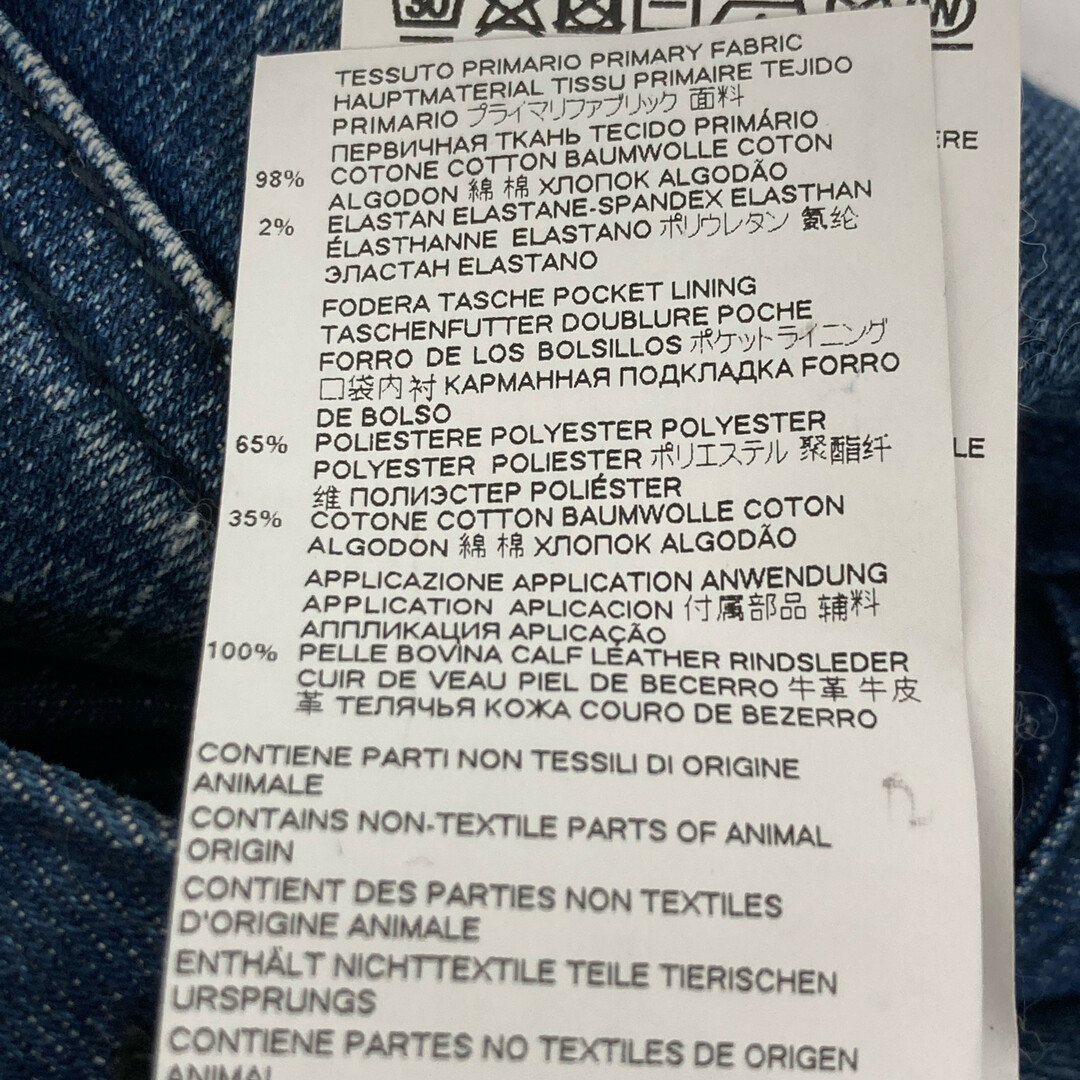 30
W
TESSUTO PRIMARIO PRIMARY FABRIC
HAUPTMATERIAL TISSU PRIMAIRE TEJIDO
PRIMARIO プライマリファブリック 面料
ПЕРВИЧНАЯ ТКАНЬ TECIDO PRIMÁRIO
98% COTONE COTTON BAUMWOLLE COTON
ALGODON 綿 棉 ХЛОПОК ALGODÃO
2% ELASTAN ELASTANE-SPANDEX ELASTHAN
ÉLASTHANNE ELASTANO ポリウレタン 氨纶
ЭЛАСТАН ELASTANO
FODERA TASCHE POCKET LINING
TASCHENFUTTER DOUBLURE POCHE
FORRO DE LOS BOLSILLOS ポケットライニング
口袋内衬 КАРМАННАЯ ПОДКЛАДКА FORRO
DE BOLSO
65% POLIESTERE POLYESTER POLYESTER
POLYESTER POLIESTER ポリエステル 聚酯纤
维 ПОЛИЭСТЕР POLIÉSTER
35% COTONE COTTON BAUMWOLLE COTON
ALGODON 綿 棉 ХЛОПОК ALGODÃO
APPLICAZIONE APPLICATION ANWENDUNG
APPLICATION APLICACION 付属部品 辅料
АППЛИКАЦИЯ APLICAÇÃO
100% PELLE BOVINA CALF LEATHER RINDSLEDER
CUIR DE VEAU PIEL DE BECERRO 牛革 牛皮
革 ТЕЛЯЧЬЯ КОЖА COURO DE BEZERRO
CONTIENE PARTI NON TESSILI DI ORIGINE
ANIMALE
CONTAINS NON-TEXTILE PARTS OF ANIMAL
ORIGIN
CONTIENT DES PARTIES NON TEXTILES
D'ORIGINE ANIMALE
ENTHÄLT NICHTTEXTILE TEILE TIERISCHEN
URSPRUNGS
CONTIENE PARTES NO TEXTILES DE ORIGEN
ANIMAL